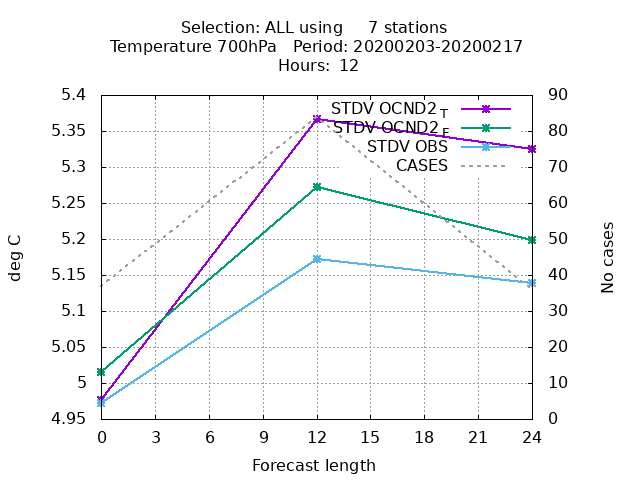 Selection: ALL using     7 stations
Temperature 700hPa   Period: 20200203-20200217
Hours:  12
5.4
5.35
5.3
5.25
5.2
5.15
5.1
5.05
5
4.95
90
80
70
60
50
40
30
20
10
0
deg C
No cases
STDV OCND2_T
STDV OCND2_F
STDV OBS
CASES
0 3 6 9 12 15 18 21 24
Forecast length